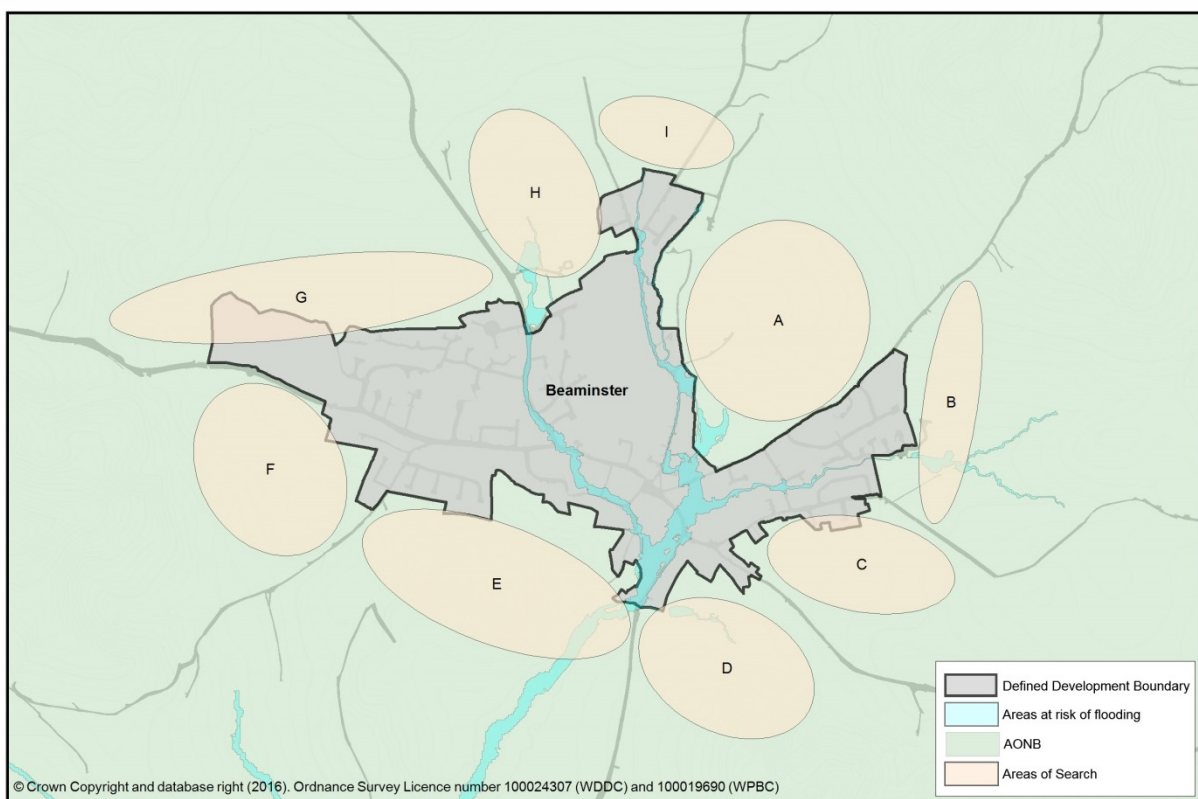 I
H
G
A
Beaminster
B
F
C
E
D
Defined Development Boundary
Areas at risk of flooding
AONB
Areas of Search
© Crown Copyright and database right (2016). Ordnance Survey Licence number 100024307 (WDDC) and 100019690 (WPBC)